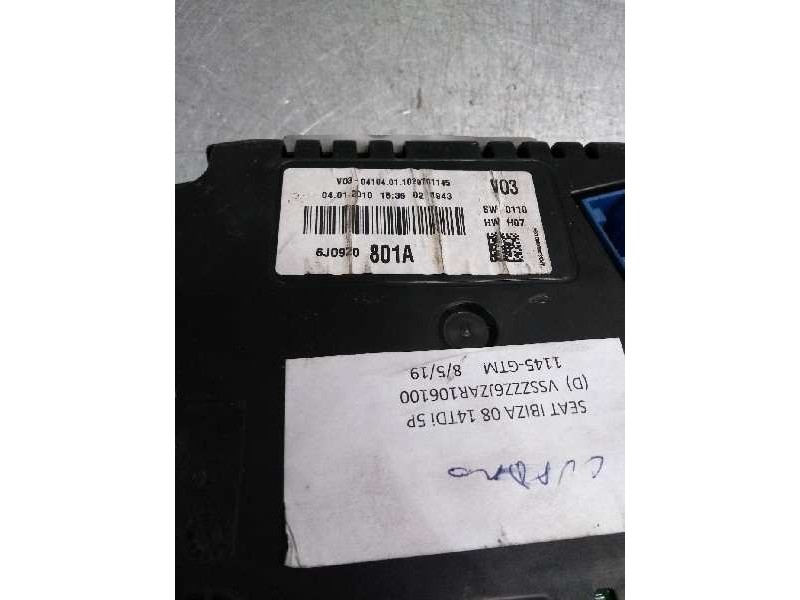 V03-04104.01.1029701145
04.01.2010 15:36 02 1943
V03
SW 0110
HW H07
6J0920 801A
SEAT IBIZA 08 14TDi 5P
(D) VSSZZZ6JZAR106100
1145-GTM 8/5/19